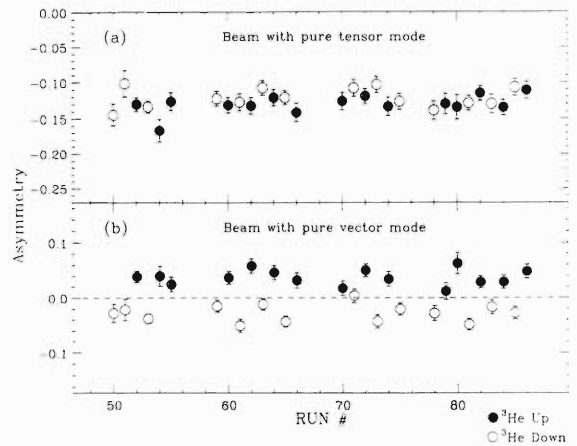 0.00
(a)
Beam with pure tensor mode
−0.05
−0.10
−0.15
−0.20
−0.25
Asymmetry
(b)
Beam with pure vector mode
0.1
0.0
−0.1
50
60
70
80
RUN #
³He Up
³He Down